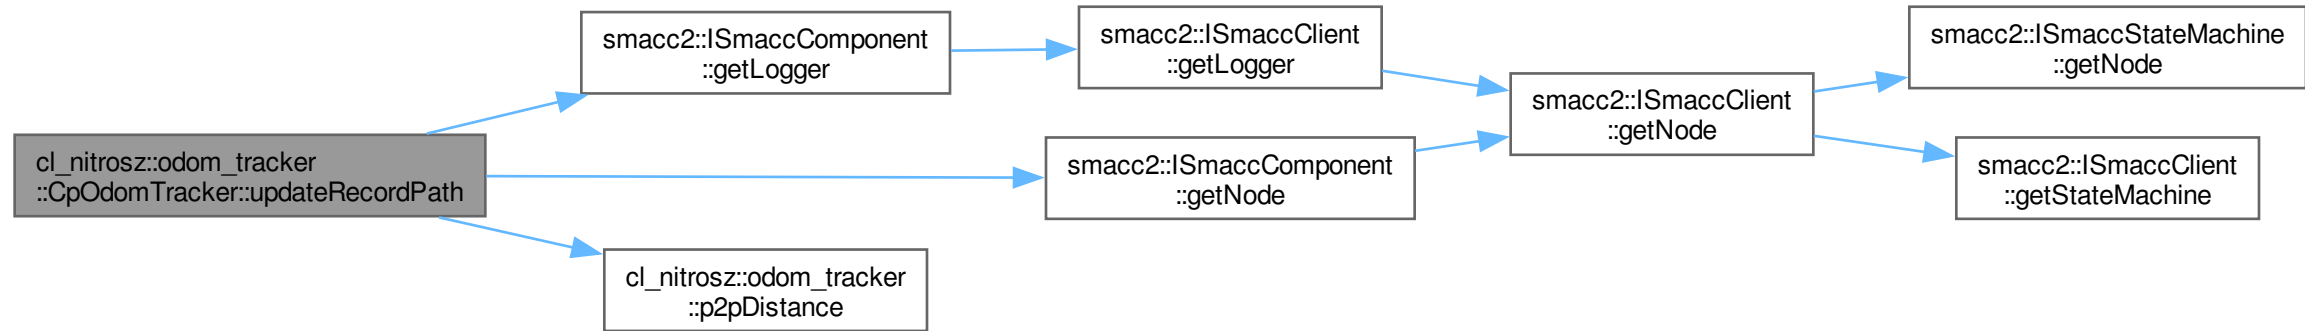 cl_nitrosz::odom_tracker
::CpOdomTracker::updateRecordPath
smacc2::ISmaccComponent
::getLogger
smacc2::ISmaccClient
::getLogger
smacc2::ISmaccClient
::getNode
smacc2::ISmaccStateMachine
::getNode
smacc2::ISmaccClient
::getStateMachine
smacc2::ISmaccComponent
::getNode
cl_nitrosz::odom_tracker
::p2pDistance